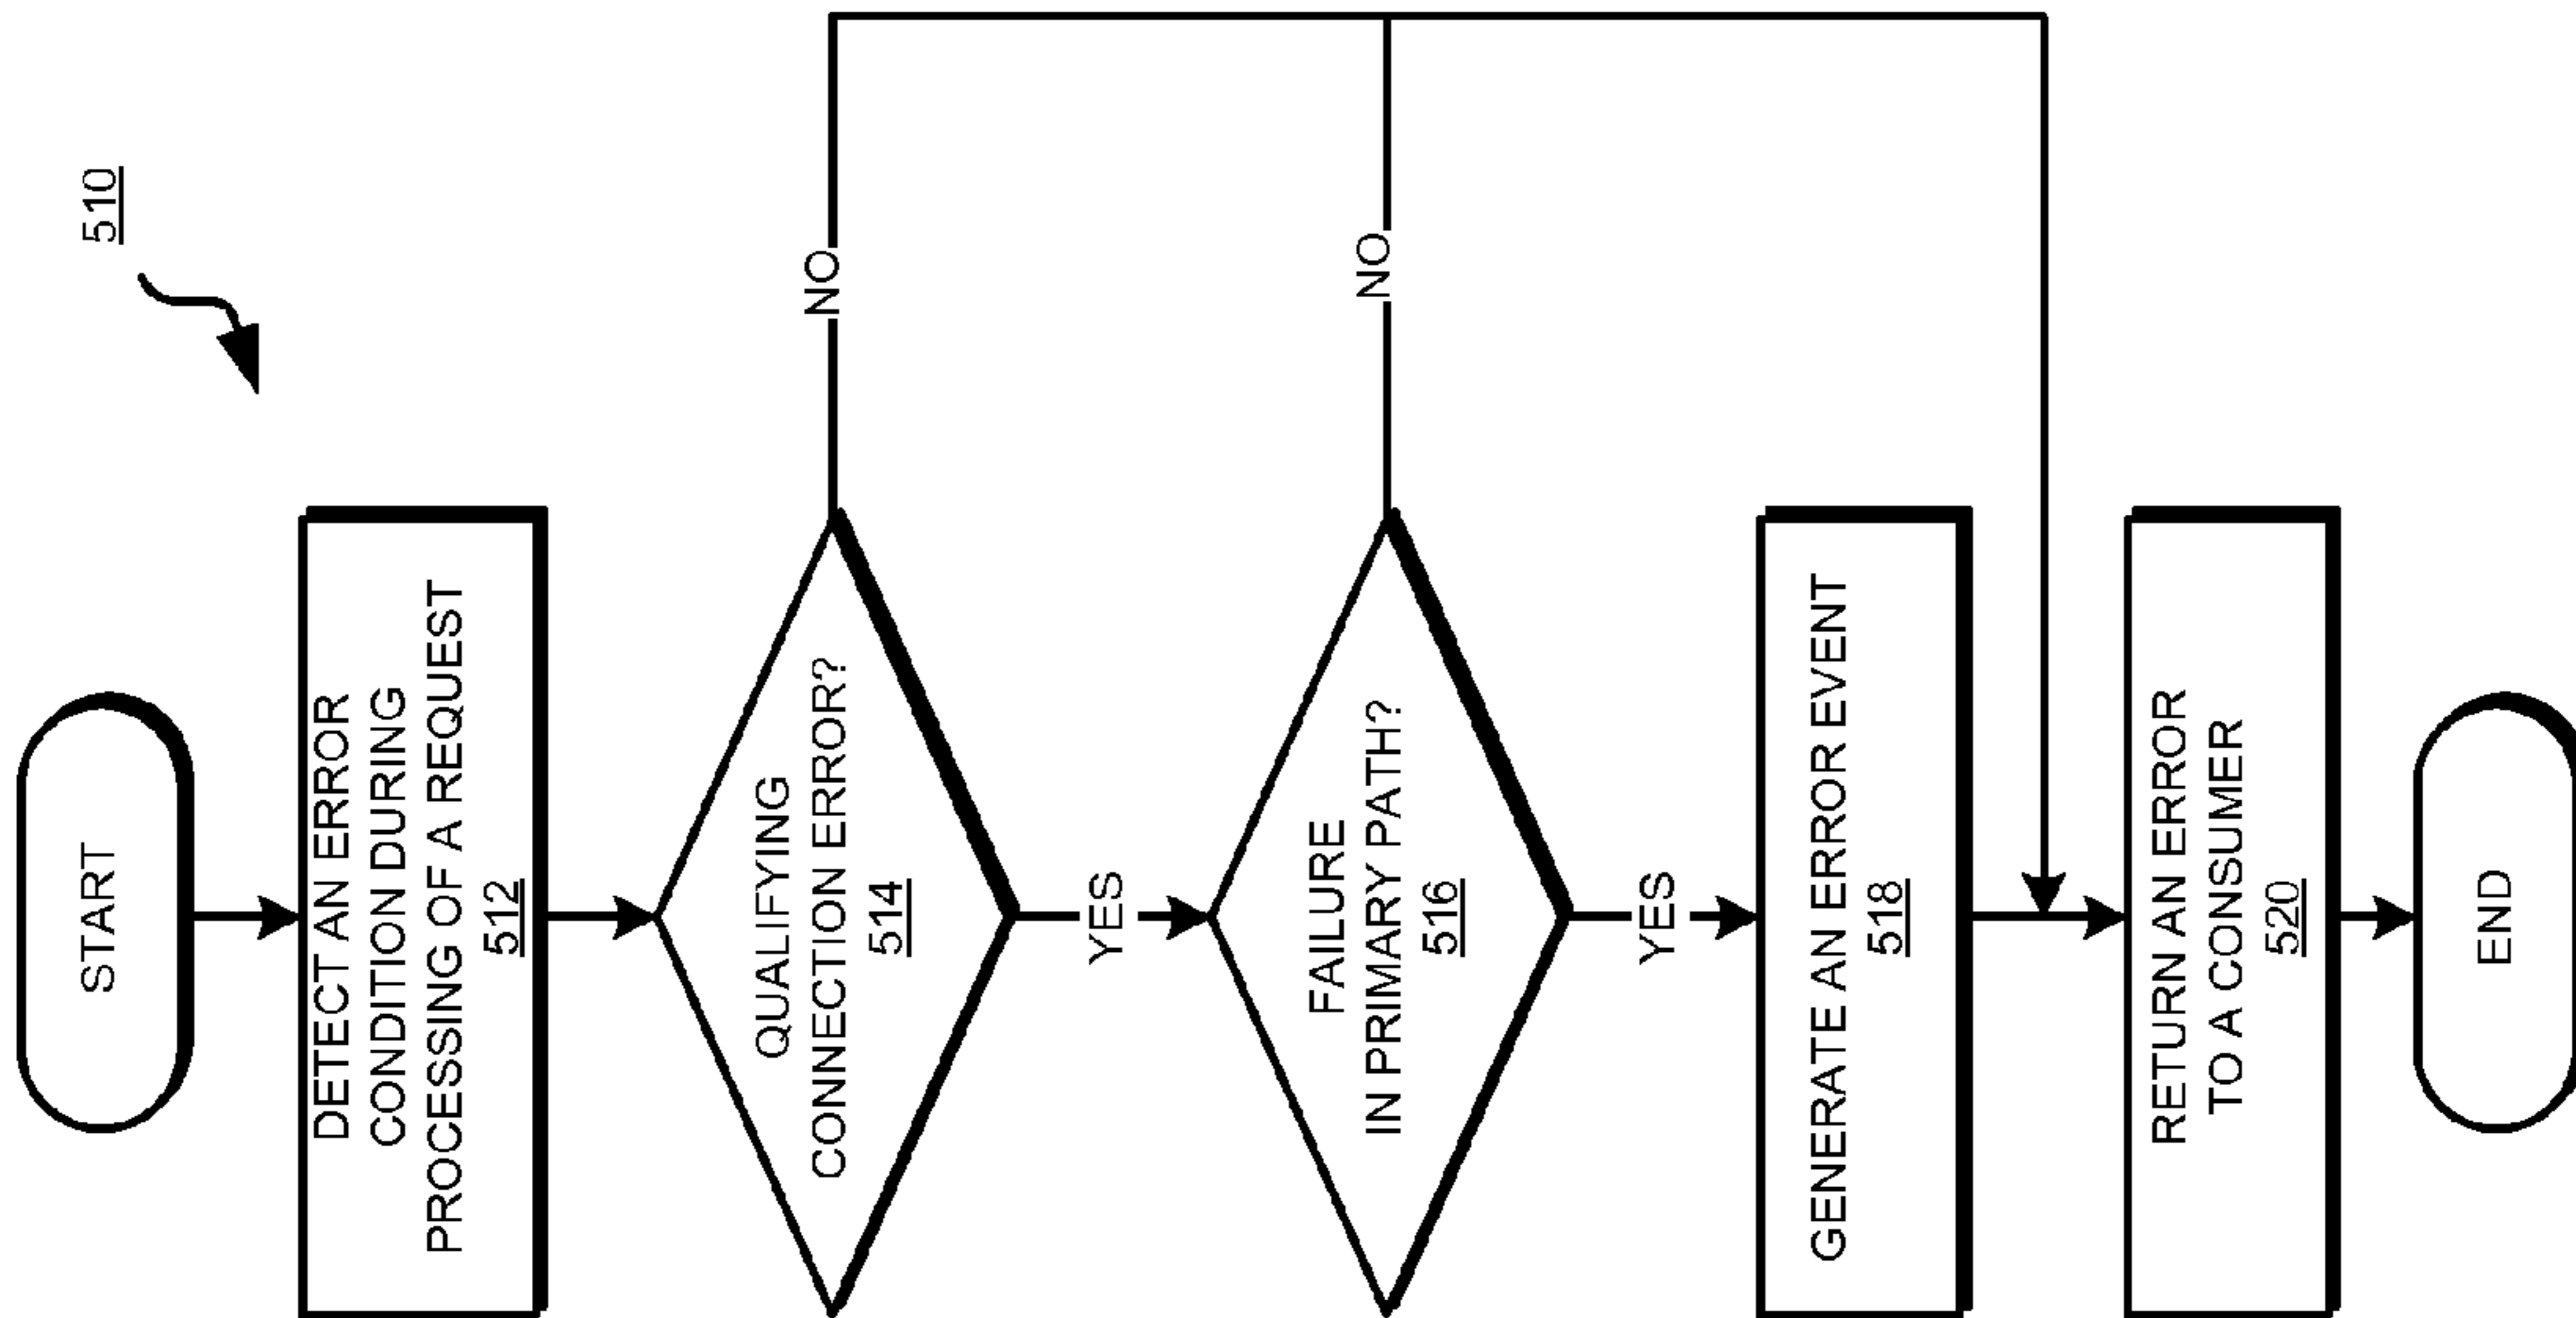 510
START
DETECT AN ERROR
CONDITION DURING
PROCESSING OF A REQUEST
512
QUALIFYING
CONNECTION ERROR?
514
NO
YES
FAILURE
IN PRIMARY PATH?
516
NO
YES
GENERATE AN ERROR EVENT
518
RETURN AN ERROR
TO A CONSUMER
520
END